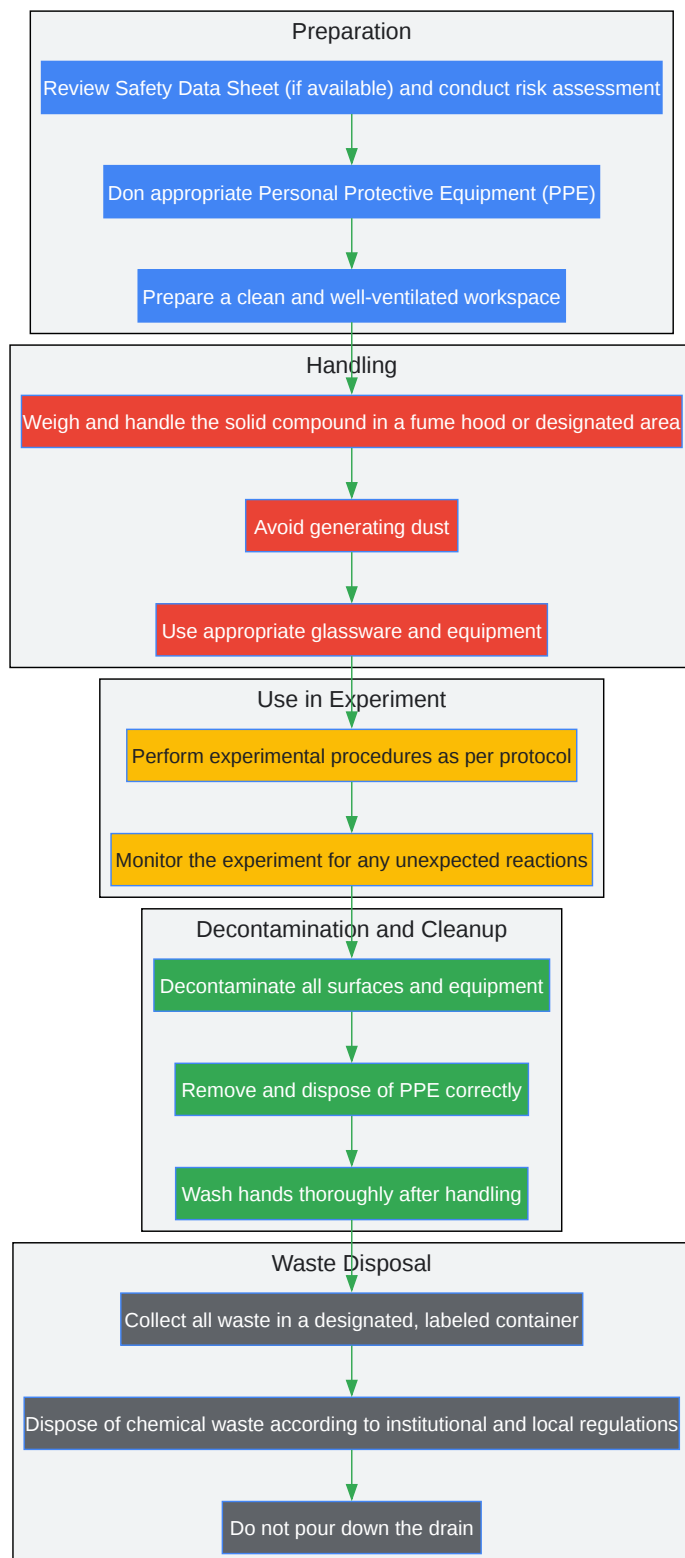 Preparation
Review Safety Data Sheet (if available) and conduct risk assessment
Don appropriate Personal Protective Equipment (PPE)
Prepare a clean and well-ventilated workspace
Handling
Weigh and handle the solid compound in a fume hood or designated area
Avoid generating dust
Use appropriate glassware and equipment
Use in Experiment
Perform experimental procedures as per protocol
Monitor the experiment for any unexpected reactions
Decontamination and Cleanup
Decontaminate all surfaces and equipment
Remove and dispose of PPE correctly
Wash hands thoroughly after handling
Waste Disposal
Collect all waste in a designated, labeled container
Dispose of chemical waste according to institutional and local regulations
Do not pour down the drain